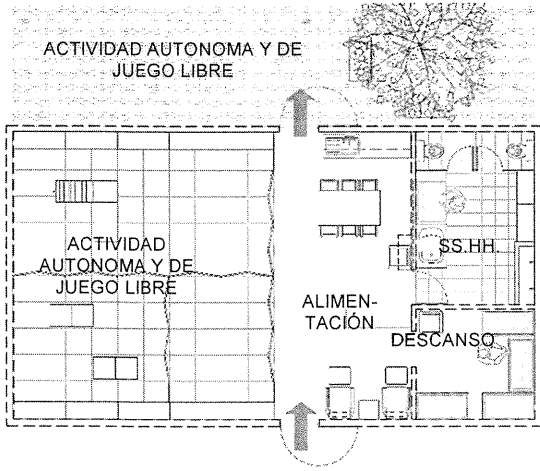 ACTIVIDAD AUTONOMA Y DE
JUEGO LIBRE
ACTIVIDAD
AUTONOMA Y DE
JUEGO LIBRE
SS.HH.
ALIMEN-
TACIÓN
DESCANSO